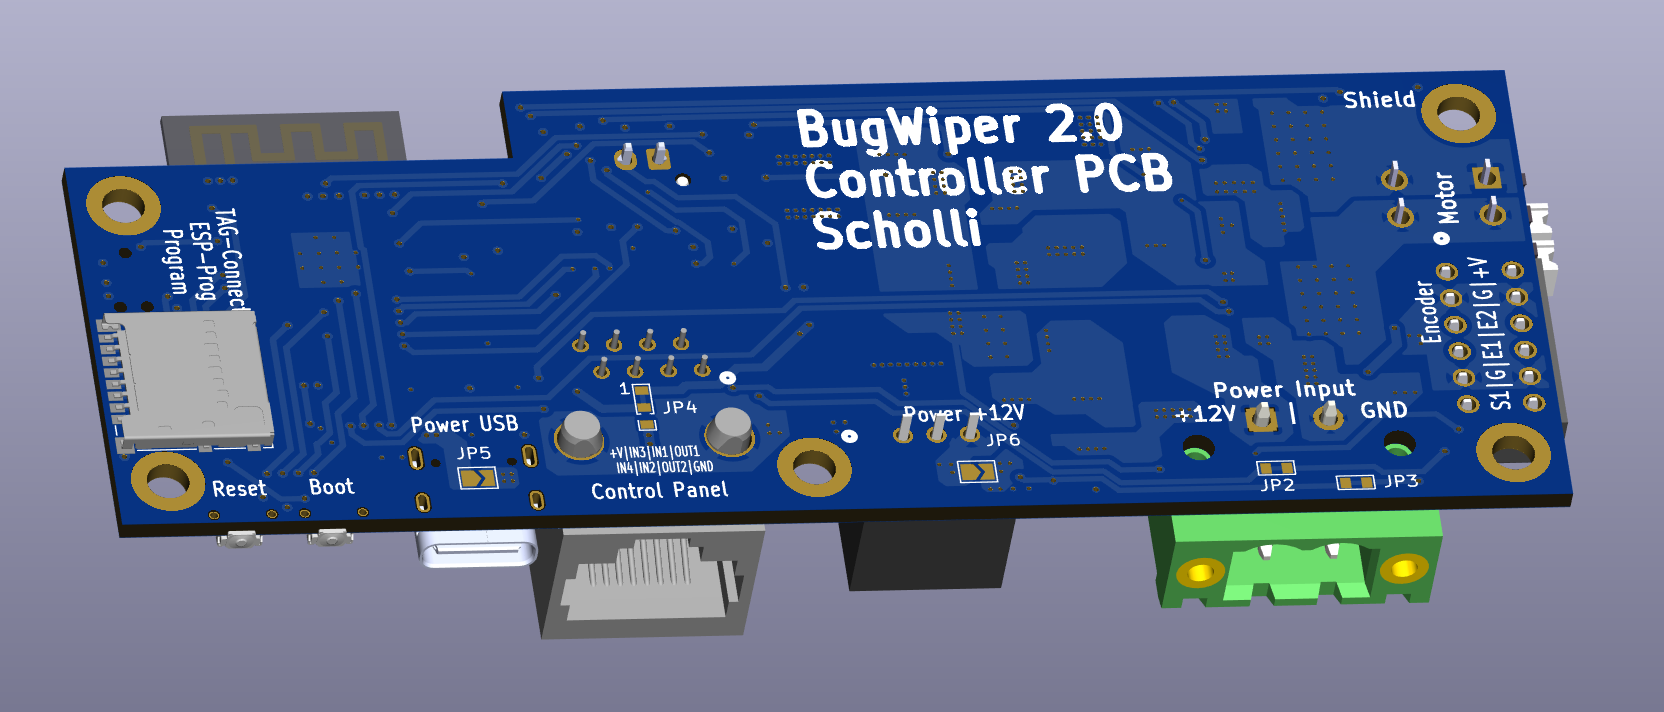 BugWiper 2.0
Controller PCB
Scholli
Shield
Motor
Encoder
S1|G|E1|E2|G|+V
TAG-Connect
ESP-Prog
Program
1
JP4
Power USB
JP5
+V|IN3|IN1|OUT1
IN4|IN2|OUT2|GND
Control Panel
Reset
Boot
Power +12V
JP6
Power Input
+12V | GND
JP2
JP3